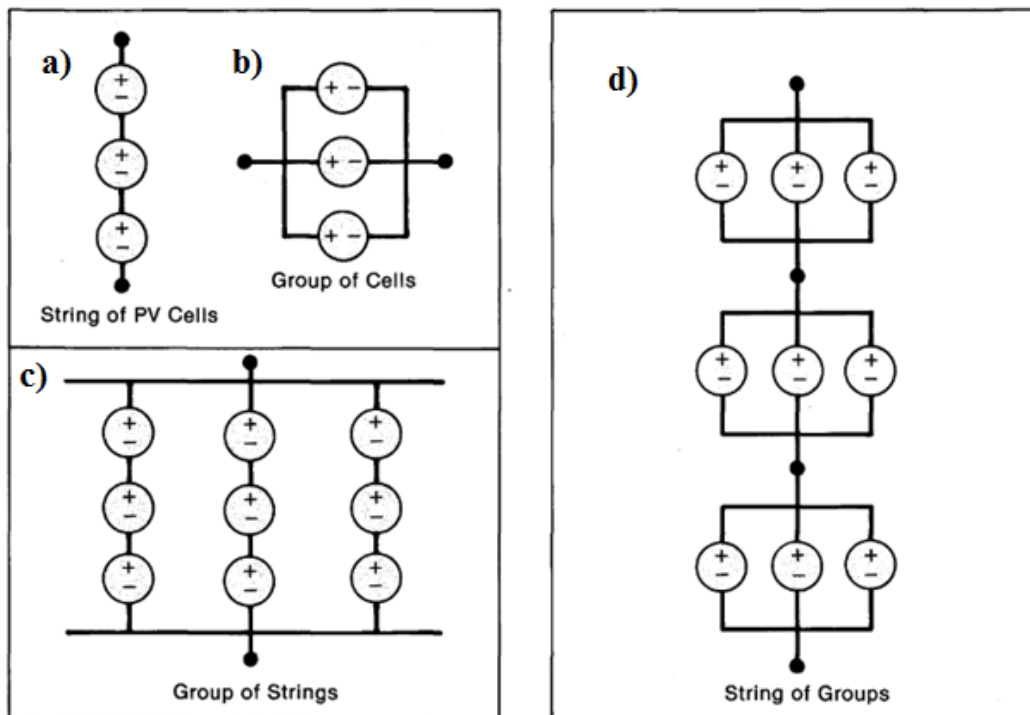 a)
b)
String of PV Cells
Group of Cells
c)
Group of Strings
d)
String of Groups